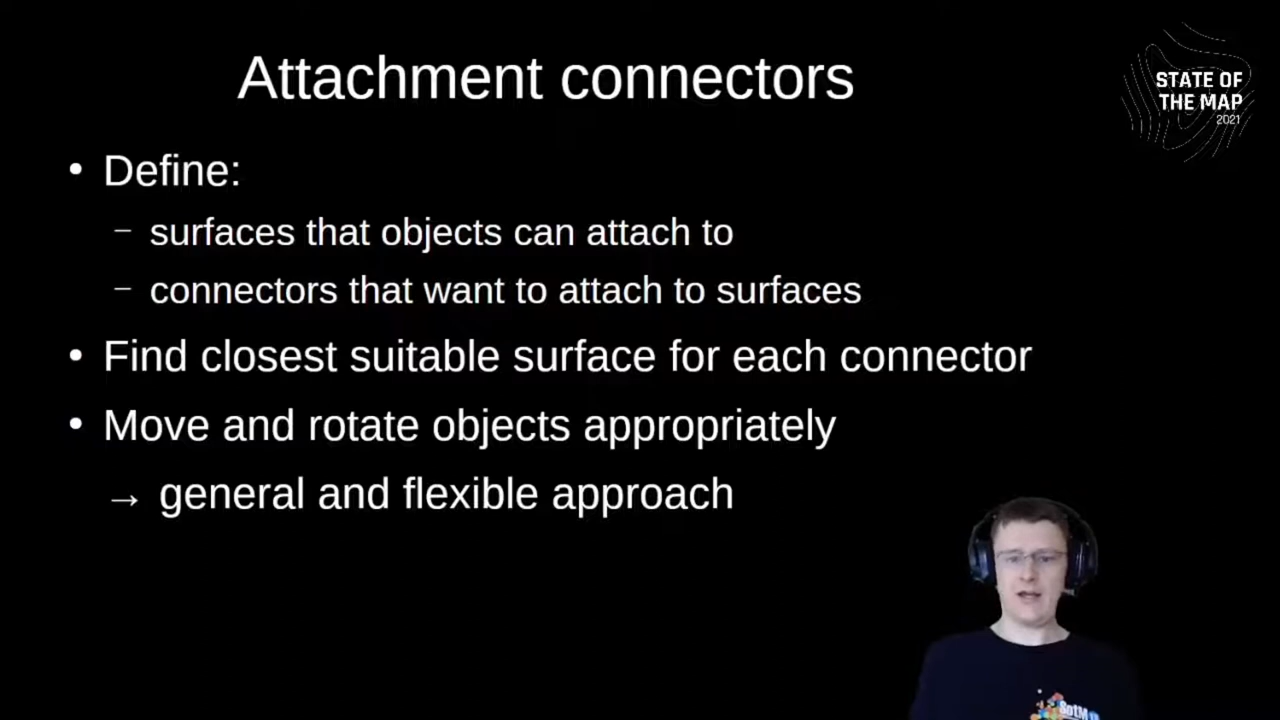 Attachment connectors
STATE OF
THE MAP
2021
• Define:
– surfaces that objects can attach to
– connectors that want to attach to surfaces
• Find closest suitable surface for each connector
• Move and rotate objects appropriately
→ general and flexible approach
SotM